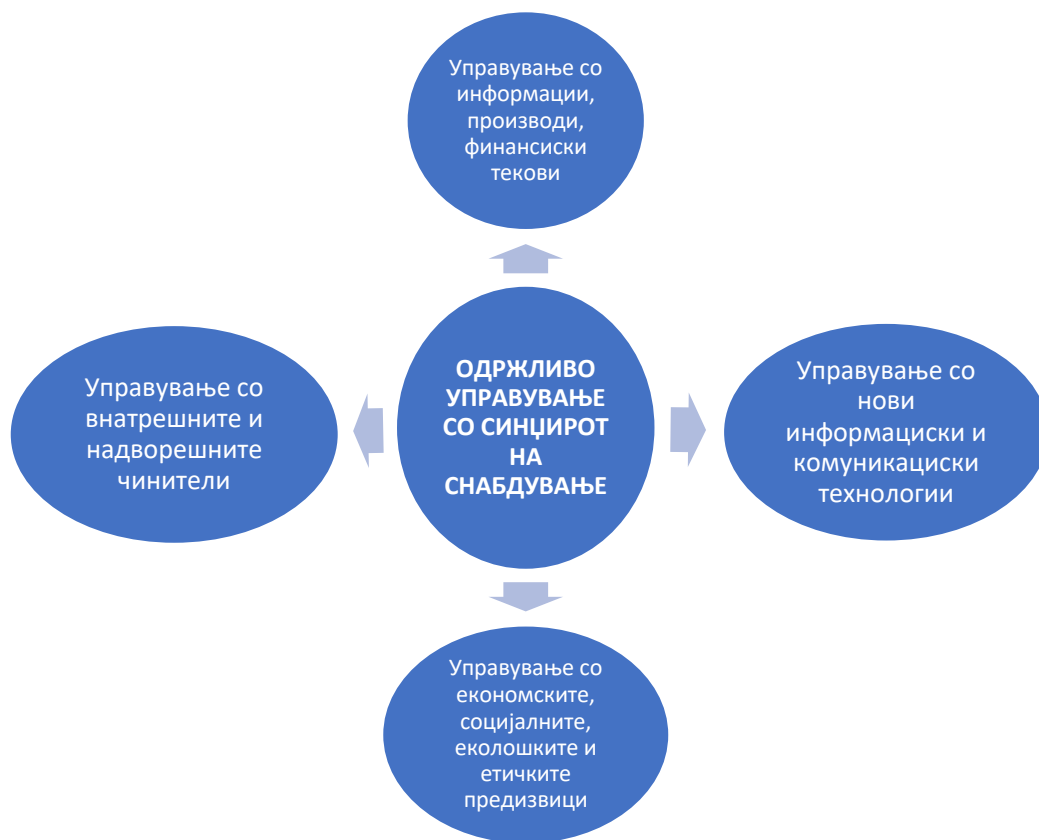 Управување со
информации,
производи,
финансиски
текови
Управување со
внатрешните и
надворешните
чинители
ОДРЖЛИВО
УПРАВУВАЊЕ
СО СИНЏИРОТ
НА
СНАБДУВАЊЕ
Управување со
нови
информациски и
комуникациски
технологии
Управување со
економските,
социјалните,
еколошките и
етичките
предизвици